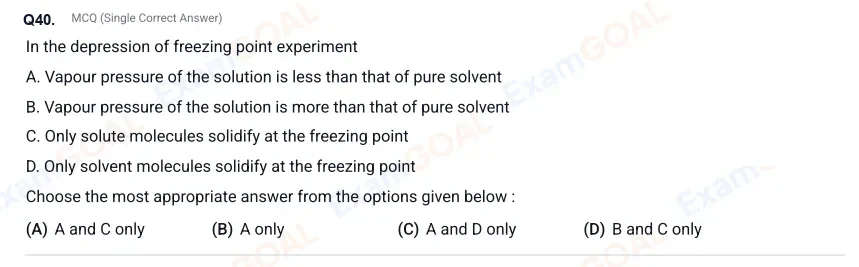 Q40. MCQ (Single Correct Answer)
In the depression of freezing point experiment
A. Vapour pressure of the solution is less than that of pure solvent
B. Vapour pressure of the solution is more than that of pure solvent
C. Only solute molecules solidify at the freezing point
D. Only solvent molecules solidify at the freezing point
Choose the most appropriate answer from the options given below :
(A) A and C only (B) A only (C) A and D only (D) B and C only